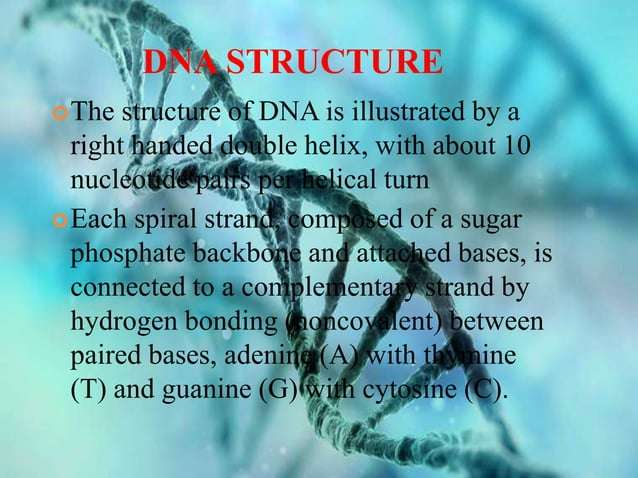 DNA STRUCTURE
The structure of DNA is illustrated by a
right handed double helix, with about 10
nucleotide pairs per helical turn
Each spiral strand, composed of a sugar
phosphate backbone and attached bases, is
connected to a complementary strand by
hydrogen bonding (noncovalent) between
paired bases, adenine (A) with thymine
(T) and guanine (G) with cytosine (C).